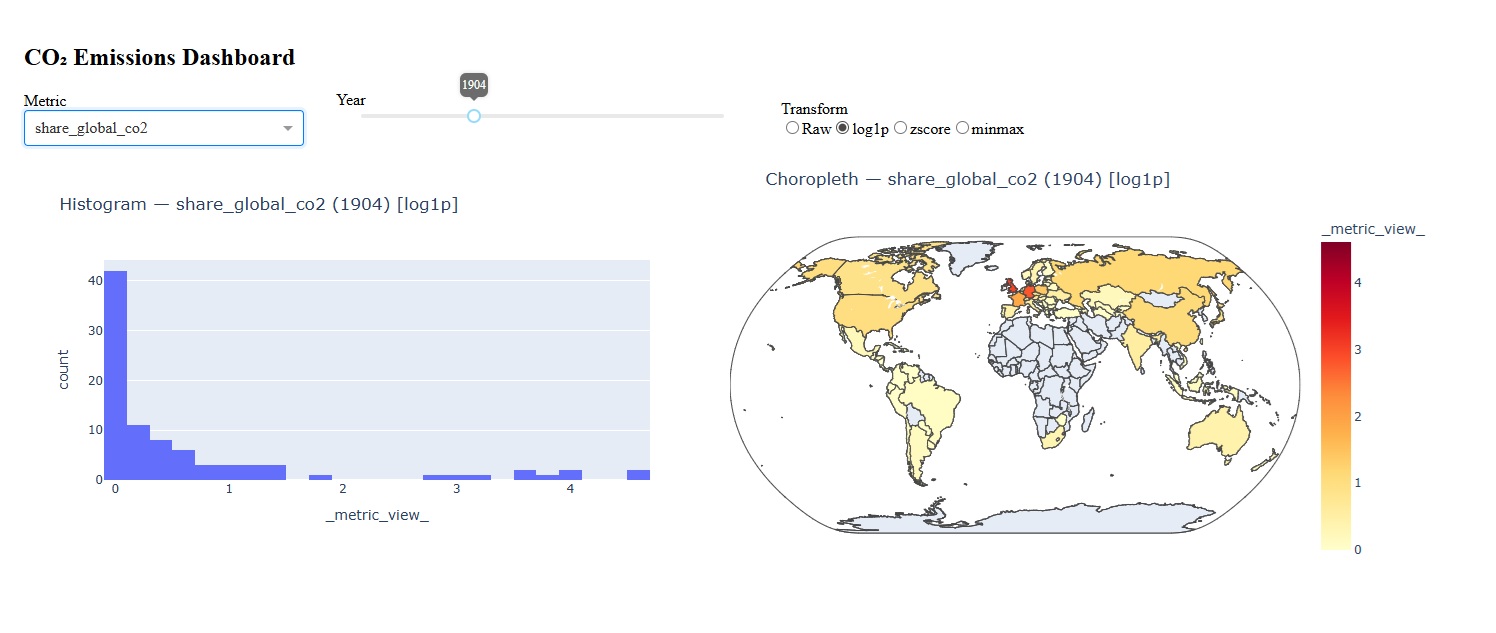 CO₂ Emissions Dashboard
Metric
share_global_co2
Year
1904
Transform
Raw log1p zscore minmax
Histogram — share_global_co2 (1904) [log1p]
count
40
30
20
10
0
0 1 2 3 4
_metric_view_
Choropleth — share_global_co2 (1904) [log1p]
_metric_view_
4
3
2
1
0